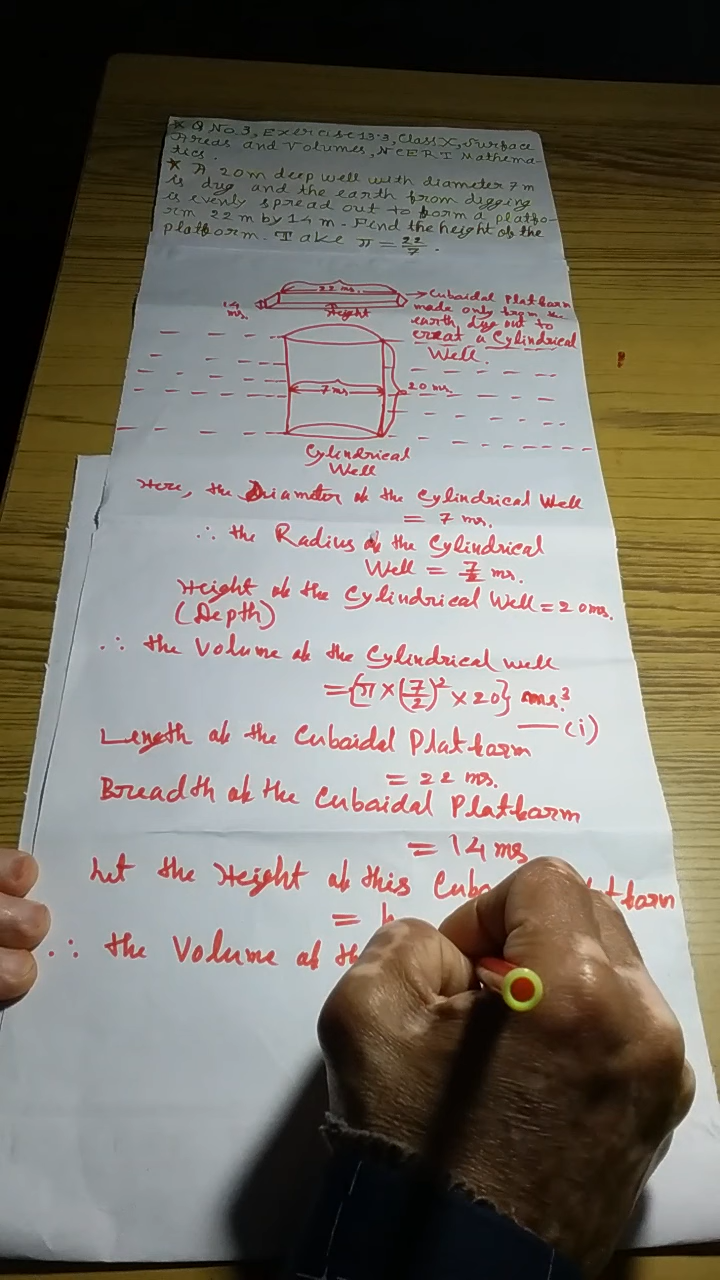 * Q No. 3, Exercise 13.3, Class X, Surface
Areas and Volumes, NCERT Mathema-
tics.
* A 20m deep well with diameter 7 m
is dug and the earth from digging
is evenly spread out to form a platfo-
rm 22 m by 14 m. Find the height of the
platform. Take π = 22/7.
22 ms.
14 ms.
Height
→ Cuboidal Platform
made only from the
earth, dug out to
creat a Cylindrical
Well.
7 ms.
20 ms.
Cylindrical
Well
Here, the Diameter of the Cylindrical Well
= 7 ms.
∴ the Radius of the Cylindrical
Well = 7/2 ms.
Height of the Cylindrical Well = 20 ms.
(Depth)
∴ the Volume of the Cylindrical well
= {π × (7/2)² × 20} ms.³
—(i)
Length of the Cuboidal Platform
= 22 ms.
Breadth of the Cuboidal Platform
= 14 ms
Let the Height of this
= h
∴ the Volume of